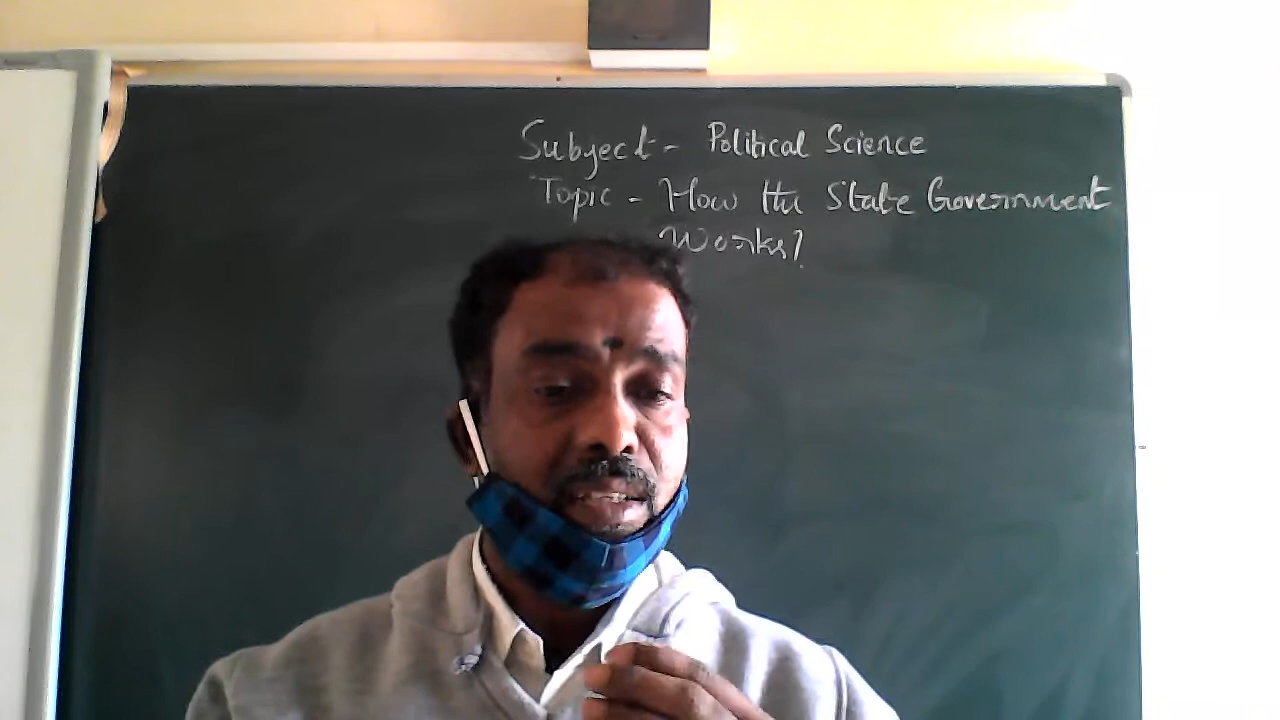 Subject - Political Science
Topic - How the State Government
Works?